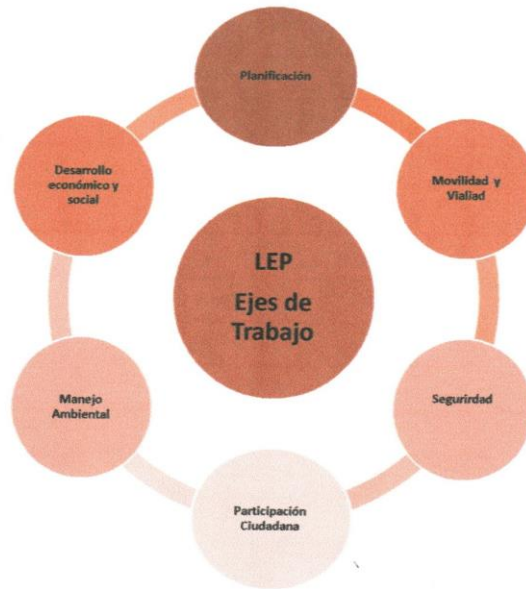 Planificación
Desarrollo
económico y
social
Movilidad y
Vialiad
LEP
Ejes de
Trabajo
Manejo
Ambiental
Segurirdad
Participación
Ciudadana